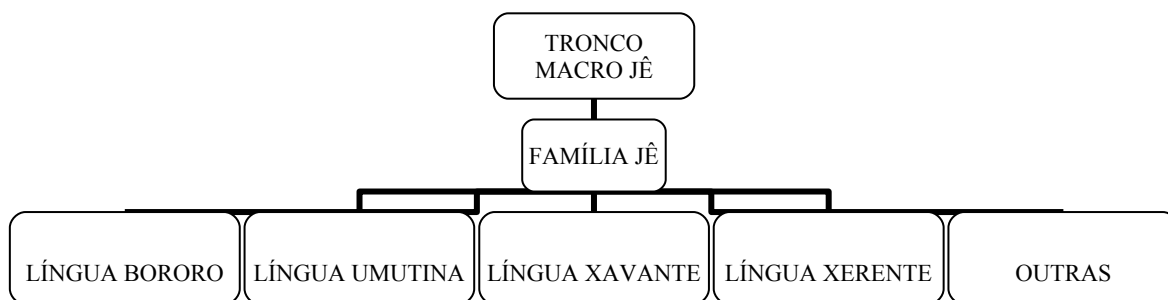 TRONCO
MACRO JÊ
FAMÍLIA JÊ
LÍNGUA BORORO
LÍNGUA UMUTINA
LÍNGUA XAVANTE
LÍNGUA XERENTE
OUTRAS